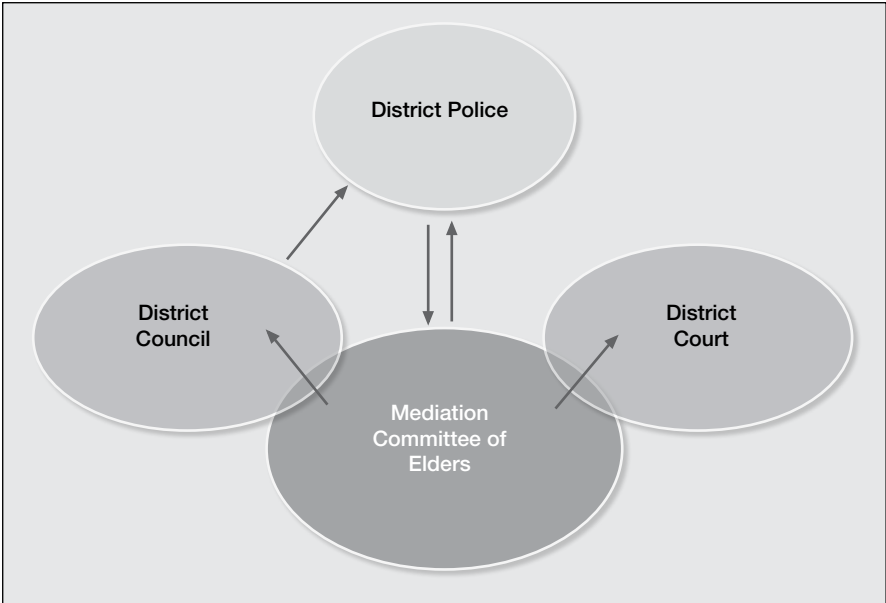 District Police
District
Council
District
Court
Mediation
Committee of
Elders